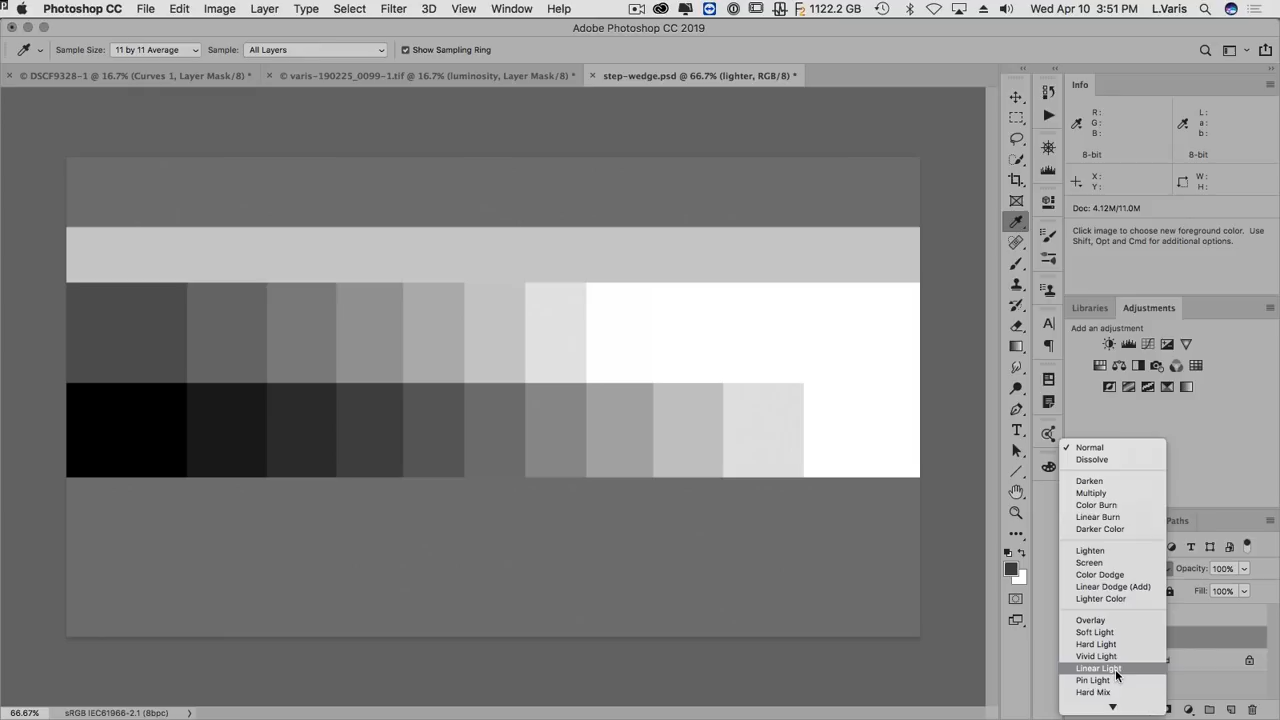 Photoshop CC File Edit Image Layer Type Select Filter 3D View Window Help 1122.2 GB Wed Apr 10 3:51 PM L.Varis
Adobe Photoshop CC 2019
Sample Size: 11 by 11 Average Sample: All Layers Show Sampling Ring
© DSCF9328-1 @ 16.7% (Curves 1, Layer Mask/8) * © varis-190225_0099-1.tif @ 16.7% (luminosity, Layer Mask/8) * step-wedge.psd @ 66.7% (lighter, RGB/8) *
Info
R: L:
G: a:
B: b:
8-bit 8-bit
X: W:
Y: H:
Doc: 4.12M/11.0M
Click image to choose new foreground color. Use
Shift, Opt and Cmd for additional options.
Libraries Adjustments
Add an adjustment
Normal
Dissolve
Darken
Multiply
Color Burn
Linear Burn
Darker Color
Lighten
Screen
Color Dodge
Linear Dodge (Add)
Lighter Color
Overlay
Soft Light
Hard Light
Vivid Light
Linear Light
Pin Light
Hard Mix
Paths
Opacity: 100%
Fill: 100%
66.67% sRGB IEC61966-2.1 (8bpc)